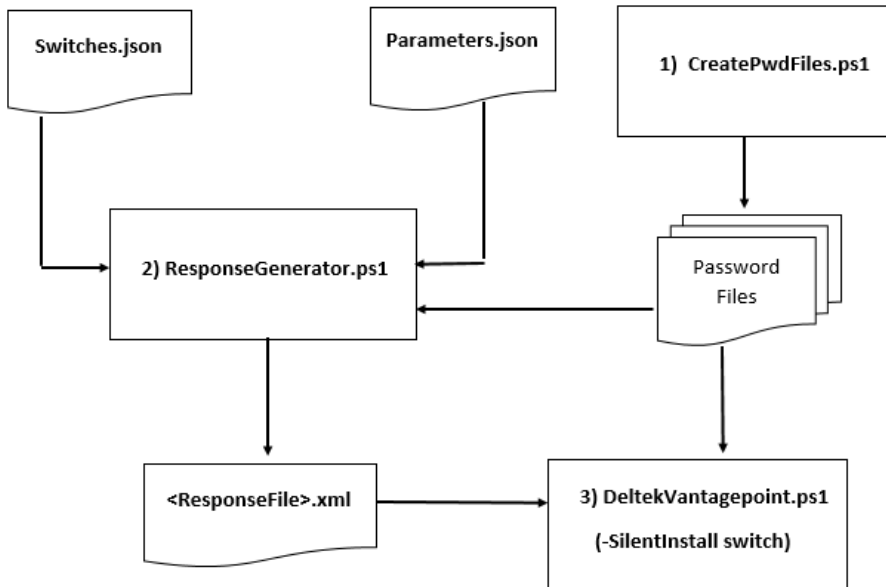 Switches.json
Parameters.json
1) CreatePwdFiles.ps1
2) ResponseGenerator.ps1
Password
Files
<ResponseFile>.xml
3) DeltekVantagepoint.ps1
(-SilentInstall switch)